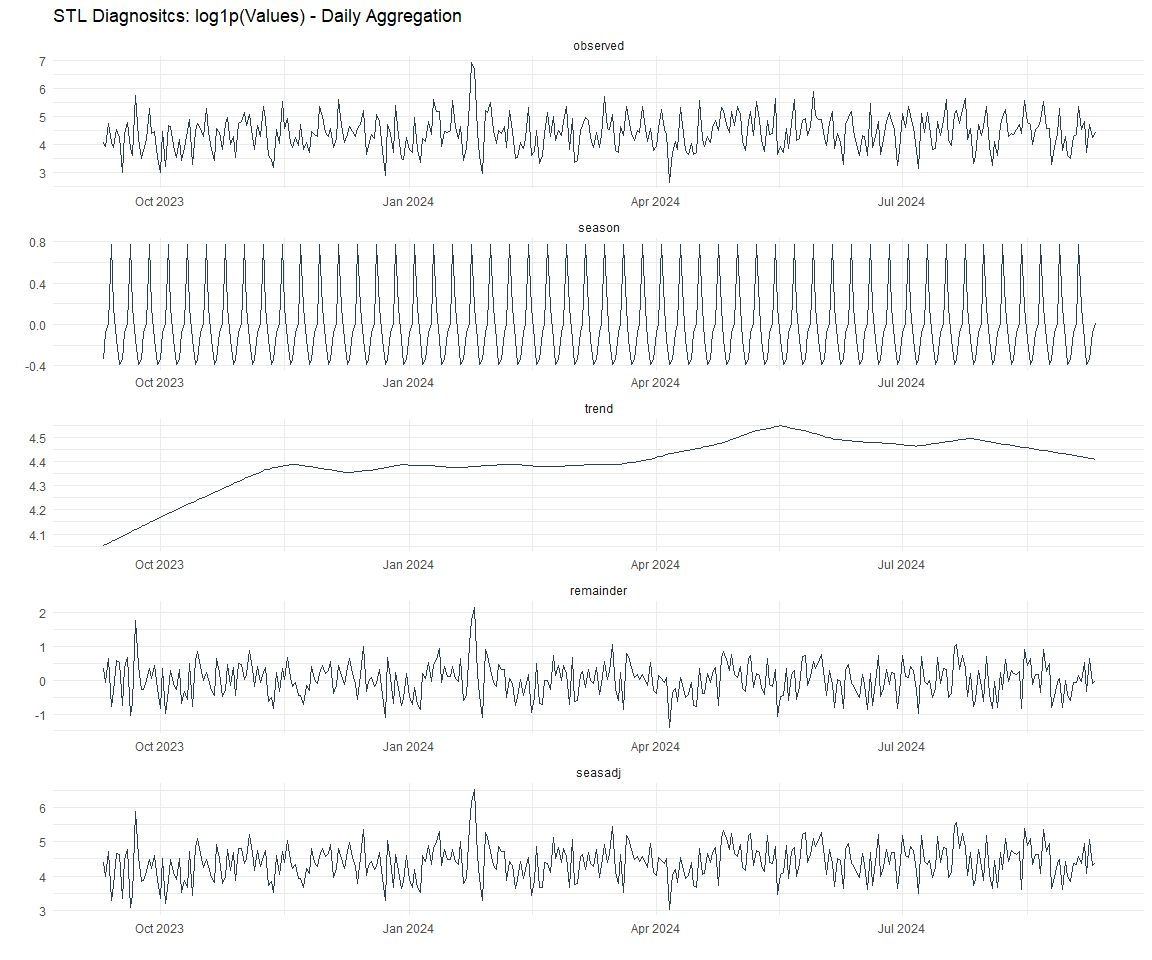 STL Diagnositcs: log1p(Values) - Daily Aggregation
observed
7
6
5
4
3
Oct 2023 Jan 2024 Apr 2024 Jul 2024
season
0.8
0.4
0.0
-0.4
Oct 2023 Jan 2024 Apr 2024 Jul 2024
trend
4.5
4.4
4.3
4.2
4.1
Oct 2023 Jan 2024 Apr 2024 Jul 2024
remainder
2
1
0
-1
Oct 2023 Jan 2024 Apr 2024 Jul 2024
seasadj
6
5
4
3
Oct 2023 Jan 2024 Apr 2024 Jul 2024